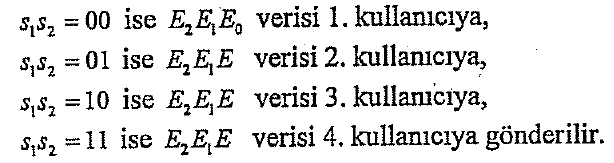 s₁s₂ = 00 ise E₂E₁E₀ verisi 1. kullanıcıya,
s₁s₂ = 01 ise E₂E₁E verisi 2. kullanıcıya,
s₁s₂ = 10 ise E₂E₁E verisi 3. kullanıcıya,
s₁s₂ = 11 ise E₂E₁E verisi 4. kullanıcıya gönderilir.